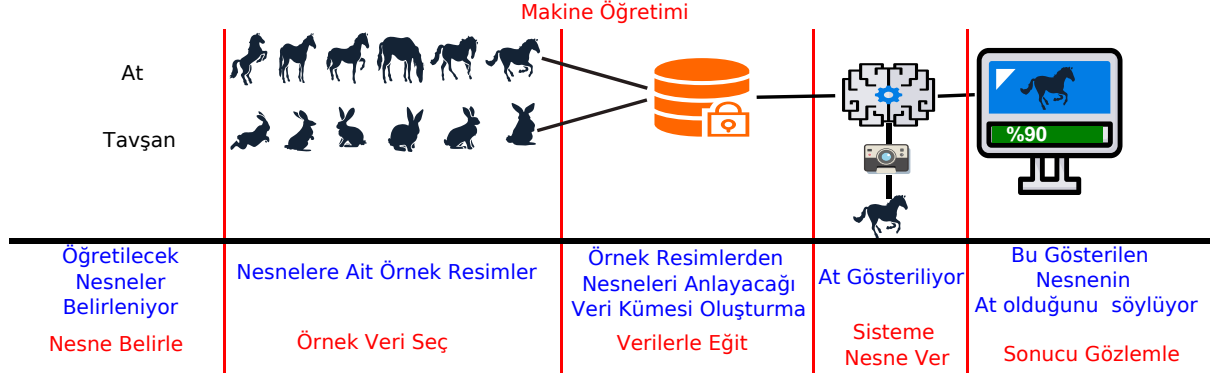 Makine Öğretimi
At
Tavşan
%90
Öğretilecek
Nesneler
Belirleniyor
Nesnelere Ait Örnek Resimler
Örnek Resimlerden
Nesneleri Anlayacağı
Veri Kümesi Oluşturma
At Gösteriliyor
Bu Gösterilen
Nesnenin
At olduğunu söylüyor
Nesne Belirle
Örnek Veri Seç
Verilerle Eğit
Sisteme
Nesne Ver
Sonucu Gözlemle